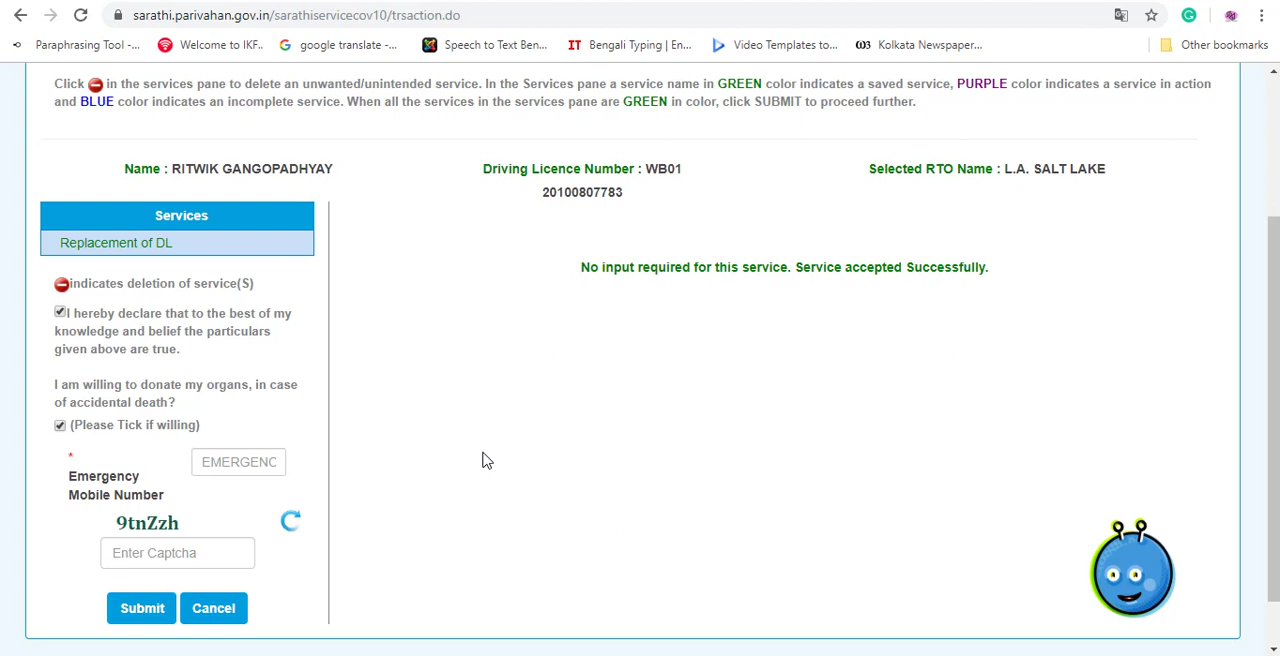 sarathi.parivahan.gov.in/sarathiservicecov10/trsaction.do
Paraphrasing Tool -... Welcome to IKF.. google translate -... Speech to Text Ben... IT Bengali Typing | En... Video Templates to... Kolkata Newspaper... Other bookmarks
Click in the services pane to delete an unwanted/unintended service. In the Services pane a service name in GREEN color indicates a saved service, PURPLE color indicates a service in action
and BLUE color indicates an incomplete service. When all the services in the services pane are GREEN in color, click SUBMIT to proceed further.
Name : RITWIK GANGOPADHYAY
Driving Licence Number : WB01
20100807783
Selected RTO Name : L.A. SALT LAKE
Services
Replacement of DL
No input required for this service. Service accepted Successfully.
indicates deletion of service(S)
I hereby declare that to the best of my
knowledge and belief the particulars
given above are true.
I am willing to donate my organs, in case
of accidental death?
(Please Tick if willing)
*
Emergency
Mobile Number
EMERGENC
9tnZzh
Enter Captcha
Submit Cancel